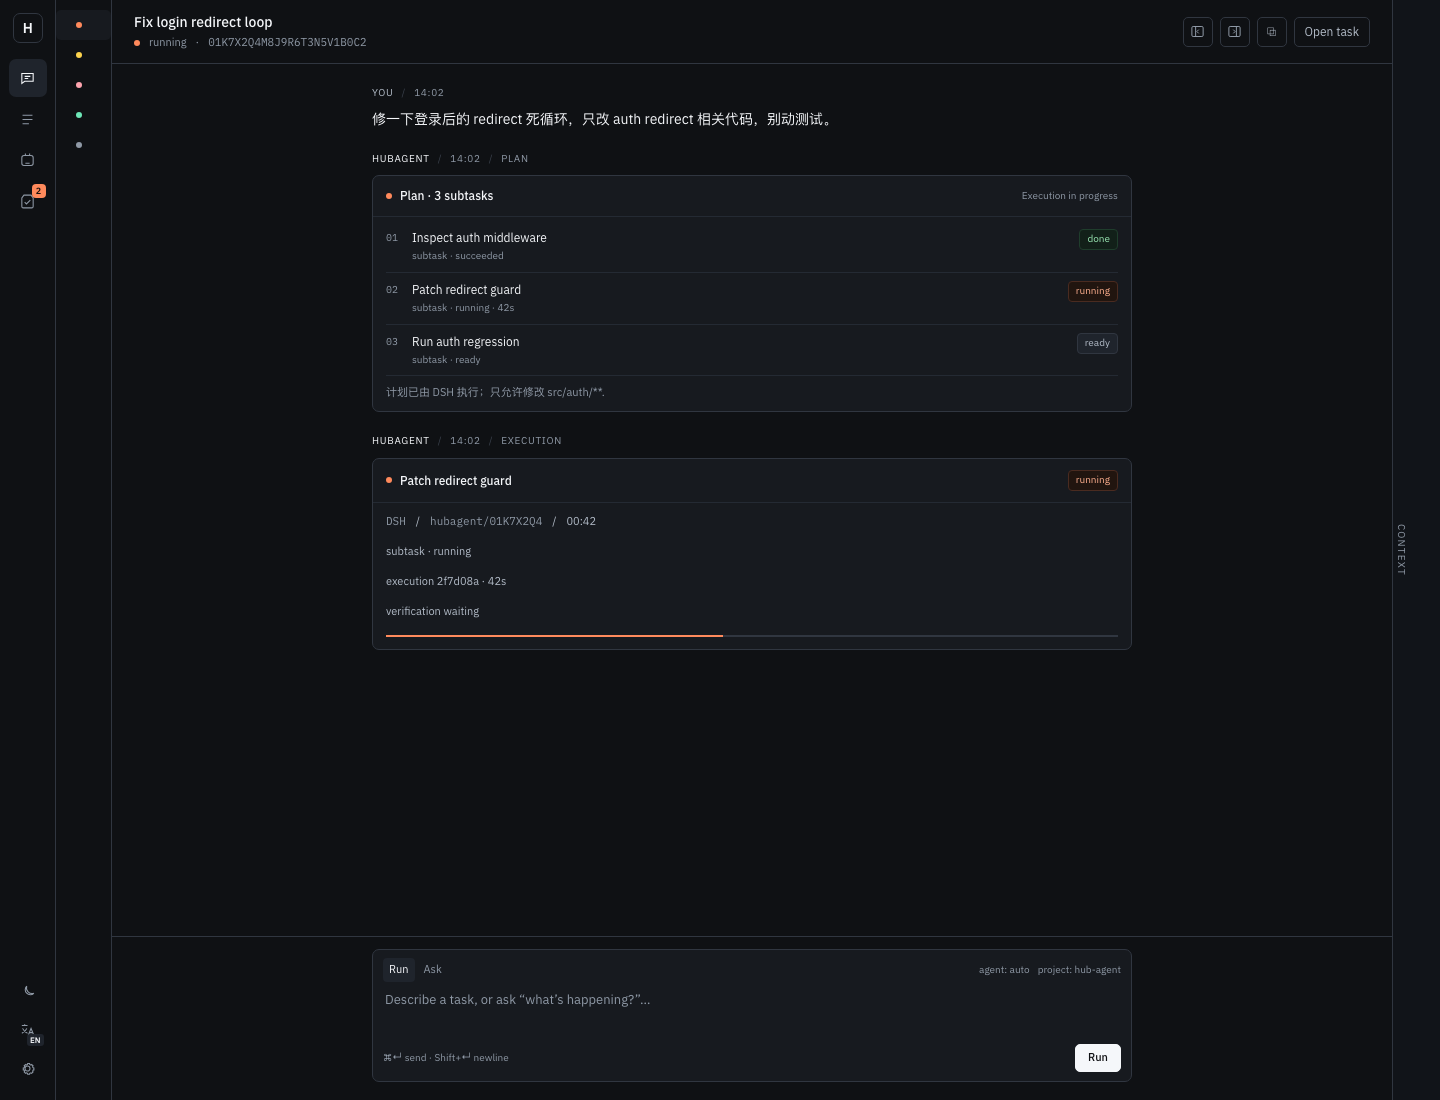 H
Fix login redirect loop
running · 01K7X2Q4M8J9R6T3N5V1B0C2
Open task
2
YOU / 14:02
修一下登录后的 redirect 死循环，只改 auth redirect 相关代码，别动测试。
HUBAGENT / 14:02 / PLAN
Plan · 3 subtasks
Execution in progress
01 Inspect auth middleware
done
subtask · succeeded
02 Patch redirect guard
running
subtask · running · 42s
03 Run auth regression
ready
subtask · ready
计划已由 DSH 执行；只允许修改 src/auth/**.
HUBAGENT / 14:02 / EXECUTION
Patch redirect guard
running
DSH / hubagent/01K7X2Q4 / 00:42
subtask · running
execution 2f7d08a · 42s
verification waiting
CONTEXT
Run Ask
agent: auto project: hub-agent
Describe a task, or ask “what’s happening?”…
⌘↵ send · Shift+↵ newline
Run
EN